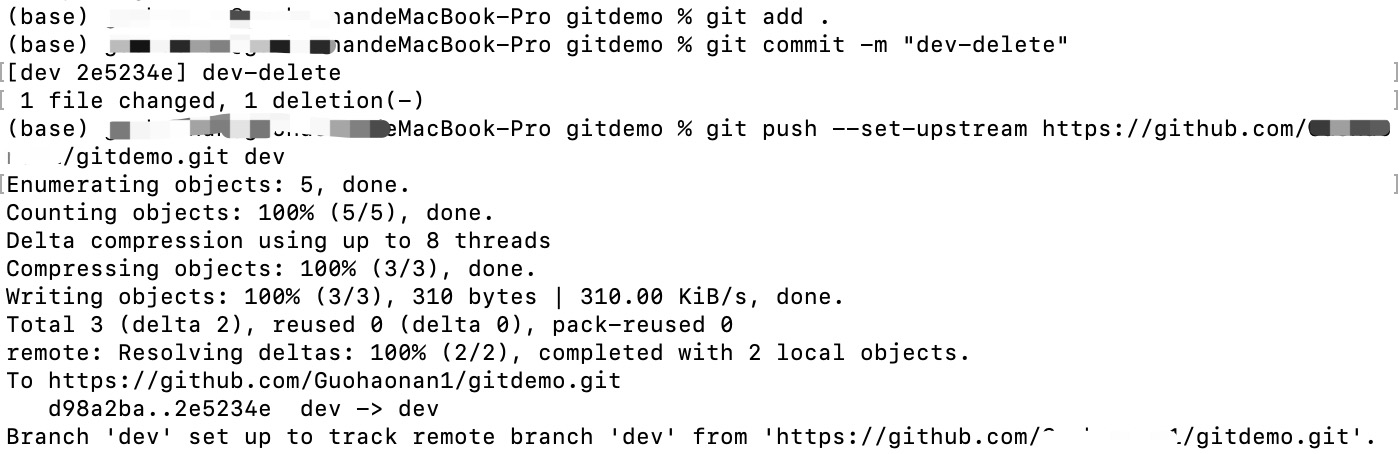 (base) andeMacBook-Pro gitdemo % git add .
(base) andeMacBook-Pro gitdemo % git commit -m "dev-delete"
[[dev 2e5234e] dev-delete ]
[ 1 file changed, 1 deletion(-) ]
(base) eMacBook-Pro gitdemo % git push --set-upstream https://github.com/
/gitdemo.git dev
[Enumerating objects: 5, done. ]
Counting objects: 100% (5/5), done.
Delta compression using up to 8 threads
Compressing objects: 100% (3/3), done.
Writing objects: 100% (3/3), 310 bytes | 310.00 KiB/s, done.
Total 3 (delta 2), reused 0 (delta 0), pack-reused 0
remote: Resolving deltas: 100% (2/2), completed with 2 local objects.
To https://github.com/Guohaonan1/gitdemo.git
d98a2ba..2e5234e  dev -> dev
Branch 'dev' set up to track remote branch 'dev' from 'https://github.com/ 1/gitdemo.git'.